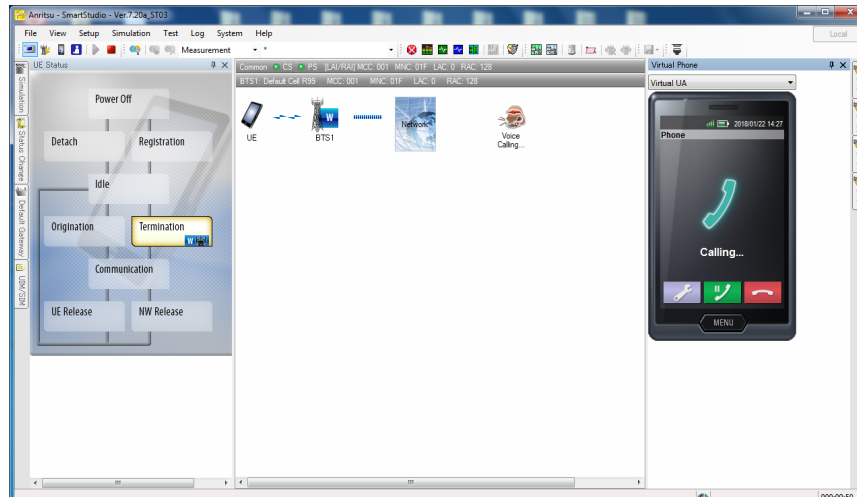 Anritsu - SmartStudio - Ver.7.20a_ST03
File View Setup Simulation Test Log System Help
Local
Measurement
*
UE Status
Simulation
Status Change
Default Gateway
UIM/SIM
Power Off
Detach
Registration
Idle
Origination
Termination
W
Communication
UE Release
NW Release
Common CS PS [LAI/RAI] MCC: 001 MNC: 01F LAC: 0 RAC: 128
BTS1: Default Cell R99 MCC: 001 MNC: 01F LAC: 0 RAC: 128
W
Network
UE
BTS1
Voice
Calling...
Virtual Phone
Virtual UA
2018/01/22 14:27
Phone
Calling...
MENU
000:00:50